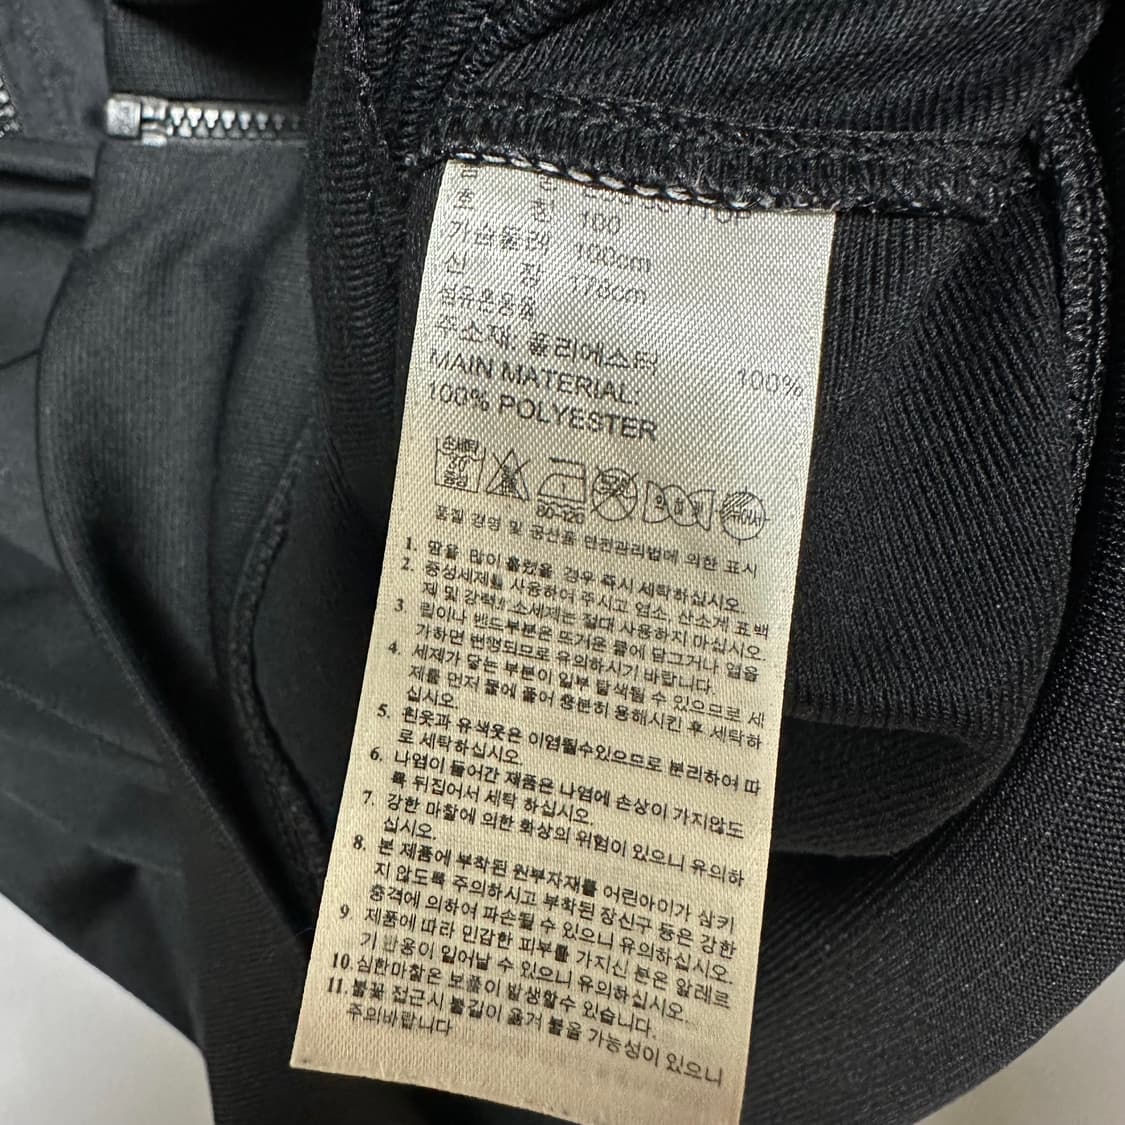 호 칭 100
가슴둘레 100cm
신 장 176cm
섬유혼용율
주소재: 폴리에스터 100%
MAIN MATERIAL:
100% POLYESTER
손세탁
80-120
품질 경영 및 공산품 안전관리법에 의한 표시
1. 땀을 많이 흘렸을 경우 즉시 세탁하십시오.
2. 중성세제를 사용하여 주시고 염소, 산소계 표백
제 및 강력효소세제는 절대 사용하지 마십시오.
3. 립이나 밴드부분은 뜨거운 물에 담그거나 열을
가하면 변형되므로 유의하시기 바랍니다.
4. 세제가 닿는 부분이 일부 탈색될 수 있으므로 세
제를 먼저 물에 풀어 충분히 용해시킨 후 세탁하
십시오.
5. 흰옷과 유색옷은 이염될수있으므로 분리하여 따
로 세탁하십시오.
6. 나염이 들어간 제품은 나염에 손상이 가지않도
록 뒤집어서 세탁 하십시오.
7. 강한 마찰에 의한 화상의 위험이 있으니 유의하
십시오.
8. 본 제품에 부착된 원부자재를 어린아이가 삼키
지 않도록 주의하시고 부착된 장신구 등은 강한
충격에 의하여 파손될 수 있으니 유의하십시오.
9. 제품에 따라 민감한 피부를 가지신 분은 알레르
기 반응이 일어날 수 있으니 유의하십시오.
10. 심한마찰은 보풀이 발생할수 있습니다.
11. 불꽃 접근시 불길이 옮겨 붙을 가능성이 있으니
주의바랍니다